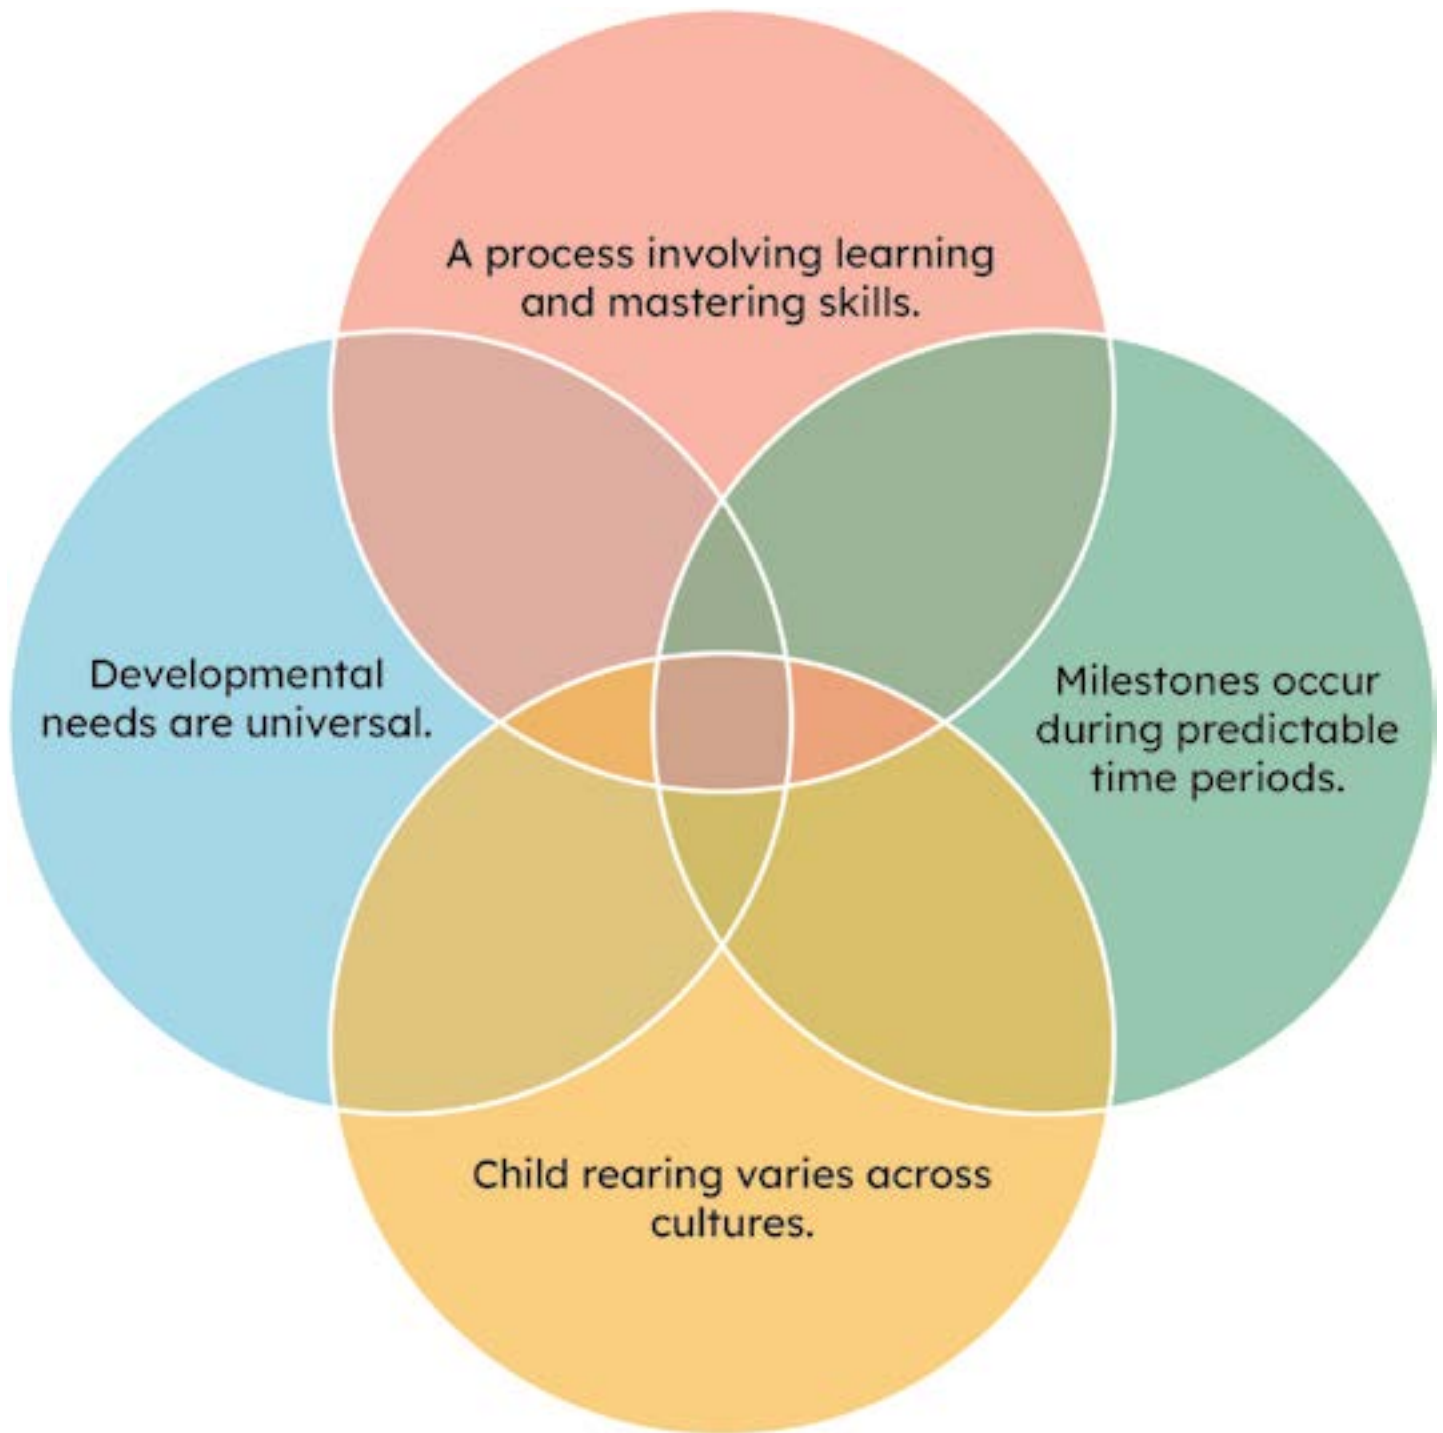 A process involving learning
and mastering skills.
Developmental
needs are universal.
Milestones occur
during predictable
time periods.
Child rearing varies across
cultures.